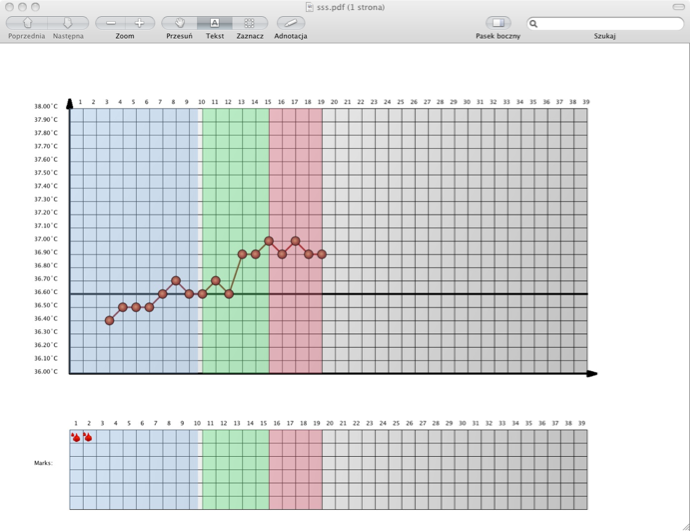 sss.pdf (1 strona)
Poprzednia Następna Zoom Przesuń Tekst Zaznacz Adnotacja Pasek boczny Szukaj
1 2 3 4 5 6 7 8 9 10 11 12 13 14 15 16 17 18 19 20 21 22 23 24 25 26 27 28 29 30 31 32 33 34 35 36 37 38 39
38.00˚C
37.90˚C
37.80˚C
37.70˚C
37.60˚C
37.50˚C
37.40˚C
37.30˚C
37.20˚C
37.10˚C
37.00˚C
36.90˚C
36.80˚C
36.70˚C
36.60˚C
36.50˚C
36.40˚C
36.30˚C
36.20˚C
36.10˚C
36.00˚C
1 2 3 4 5 6 7 8 9 10 11 12 13 14 15 16 17 18 19 20 21 22 23 24 25 26 27 28 29 30 31 32 33 34 35 36 37 38 39
Marks: